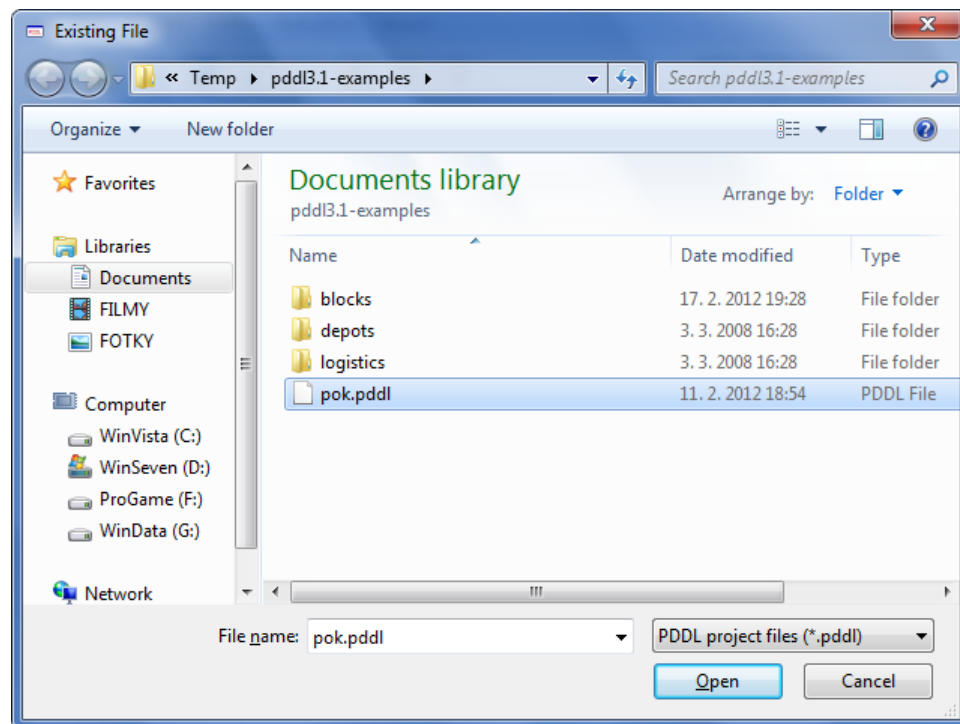 Existing File
« Temp pddl3.1-examples Search pddl3.1-examples
Organize New folder
Favorites
Libraries
Documents
FILMY
FOTKY
Computer
WinVista (C:)
WinSeven (D:)
ProGame (F:)
WinData (G:)
Network
Documents library
pddl3.1-examples
Arrange by: Folder
Name Date modified Type
blocks 17. 2. 2012 19:28 File folder
depots 3. 3. 2008 16:28 File folder
logistics 3. 3. 2008 16:28 File folder
pok.pddl 11. 2. 2012 18:54 PDDL File
File name: pok.pddl PDDL project files (*.pddl)
Open Cancel